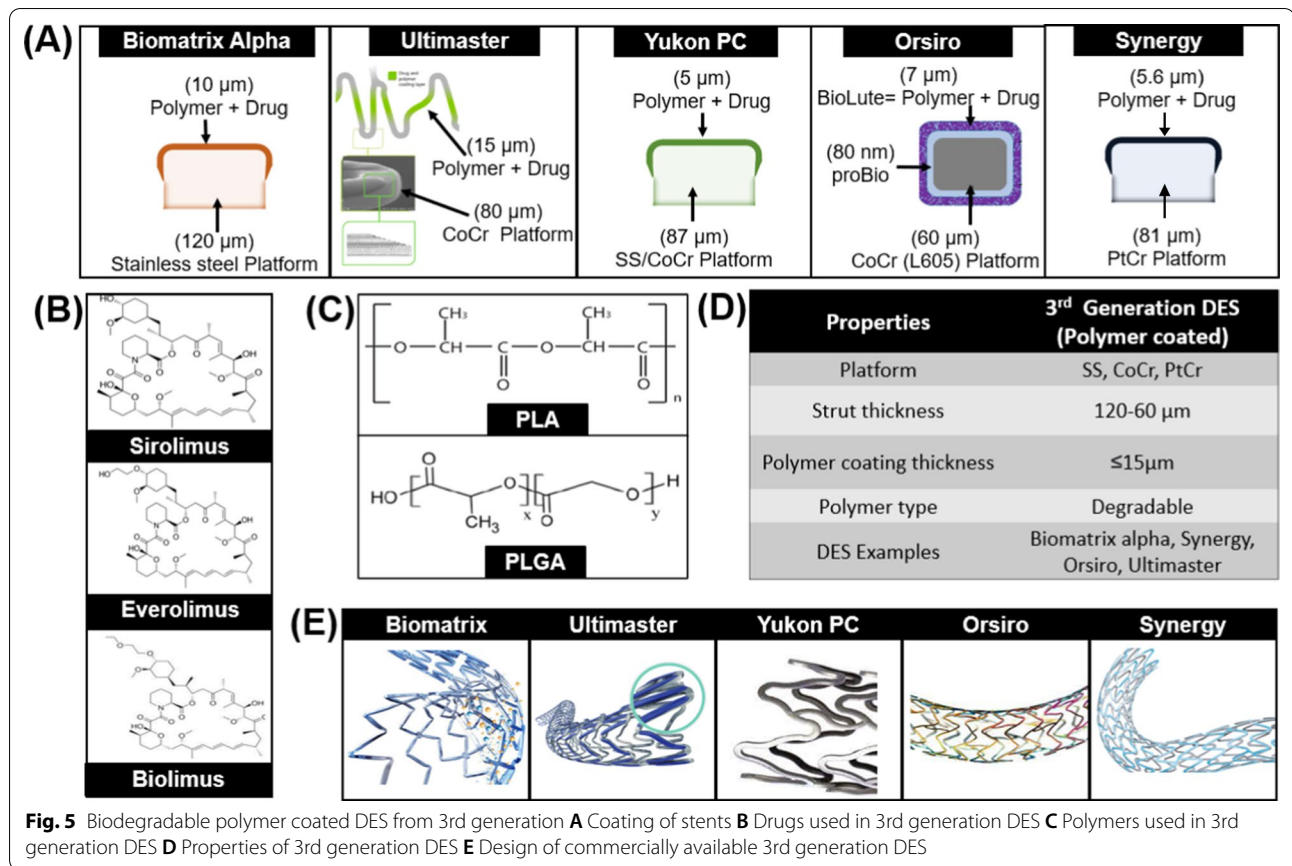 (A)
Biomatrix Alpha
(10 µm)
Polymer + Drug
(120 µm)
Stainless steel Platform
Ultimaster
Drug and
polymer
coating layer
(15 µm)
Polymer + Drug
(80 µm)
CoCr Platform
Yukon PC
(5 µm)
Polymer + Drug
(87 µm)
SS/CoCr Platform
Orsiro
(7 µm)
BioLute= Polymer + Drug
(80 nm)
proBio
(60 µm)
CoCr (L605) Platform
Synergy
(5.6 µm)
Polymer + Drug
(81 µm)
PtCr Platform
(B)
Sirolimus
Everolimus
Biolimus
(C)
CH₃
CH₃
O
CH
C
O
CH
C
O
O
n
PLA
O
HO
O
CH₃
x
O
O
H
y
PLGA
(D)
Properties
3rd Generation DES
(Polymer coated)
Platform
SS, CoCr, PtCr
Strut thickness
120-60 µm
Polymer coating thickness
≤15µm
Polymer type
Degradable
DES Examples
Biomatrix alpha, Synergy,
Orsiro, Ultimaster
(E)
Biomatrix
Ultimaster
Yukon PC
Orsiro
Synergy
Fig. 5 Biodegradable polymer coated DES from 3rd generation A Coating of stents B Drugs used in 3rd generation DES C Polymers used in 3rd
generation DES D Properties of 3rd generation DES E Design of commercially available 3rd generation DES